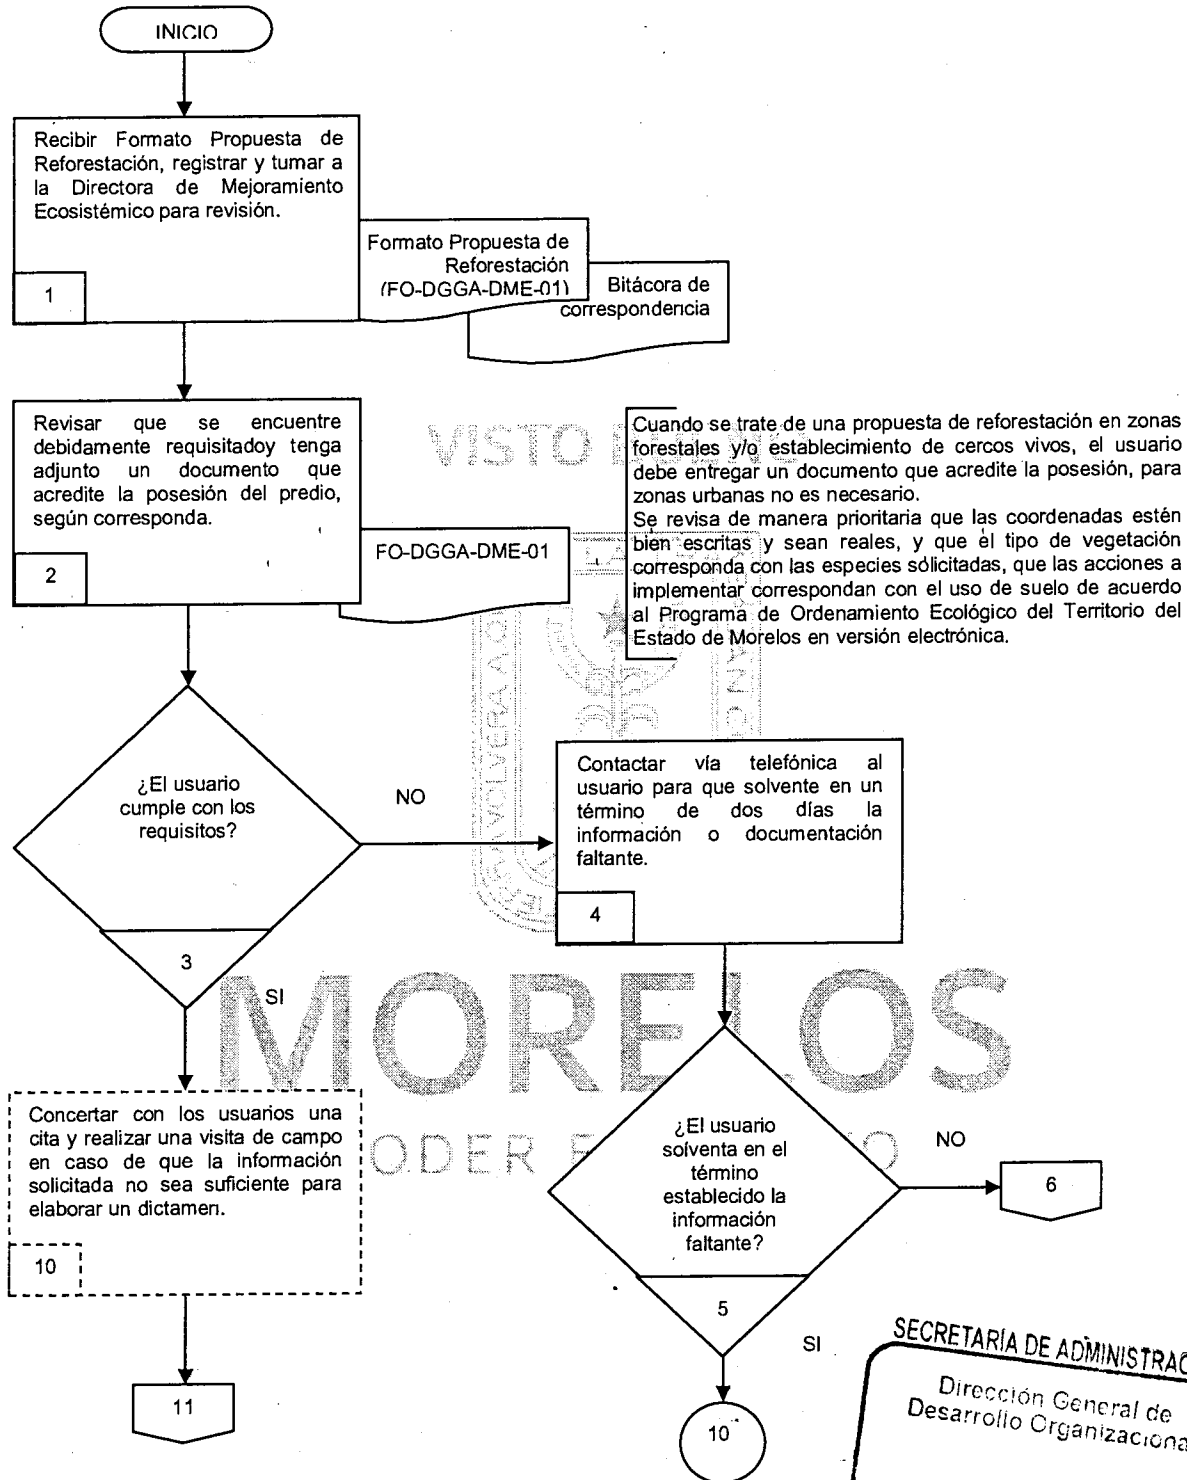 INICIO
Recibir Formato Propuesta de
Reforestación, registrar y turnar a
la Directora de Mejoramiento
Ecosistémico para revisión.
1
Formato Propuesta de
Reforestación
(FO-DGGA-DME-01)
Bitácora de
correspondencia
Revisar que se encuentre
debidamente requisitadoy tenga
adjunto un documento que
acredite la posesión del predio,
según corresponda.
2
FO-DGGA-DME-01
VISTO
Cuando se trate de una propuesta de reforestación en zonas
forestales y/o establecimiento de cercos vivos, el usuario
debe entregar un documento que acredite la posesión, para
zonas urbanas no es necesario.
Se revisa de manera prioritaria que las coordenadas estén
bien escritas y sean reales, y que el tipo de vegetación
corresponda con las especies sólicitadas, que las acciones a
implementar correspondan con el uso de suelo de acuerdo
al Programa de Ordenamiento Ecológico del Territorio del
Estado de Morelos en versión electrónica.
¿El usuario
cumple con los
requisitos?
3
NO
SI
Contactar vía telefónica al
usuario para que solvente en un
término de dos días la
información o documentación
faltante.
4
VOLVERA
MORELOS
Concertar con los usuarios una
cita y realizar una visita de campo
en caso de que la información
solicitada no sea suficiente para
elaborar un dictamen.
10
¿El usuario
solventa en el
término
establecido la
información
faltante?
5
NO
6
SI
11
10
SECRETARÍA DE ADMINISTRAC
Dirección General de
Desarrollo Organizaciona